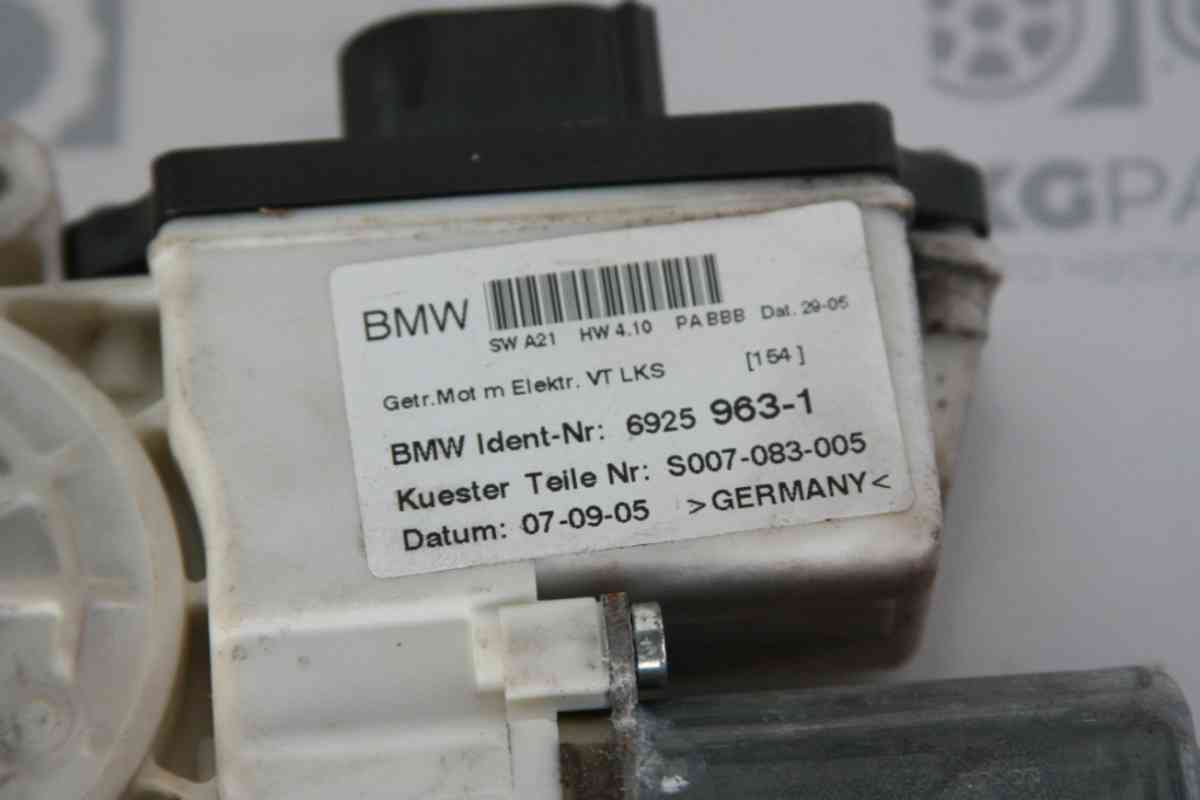 BMW
SW A21 HW 4.10 PA BBB Dat. 29-05
Getr.Mot m Elektr. VT LKS [154]
BMW Ident-Nr: 6925 963-1
Kuester Teile Nr: S007-083-005
Datum: 07-09-05 >GERMANY<
KGPA